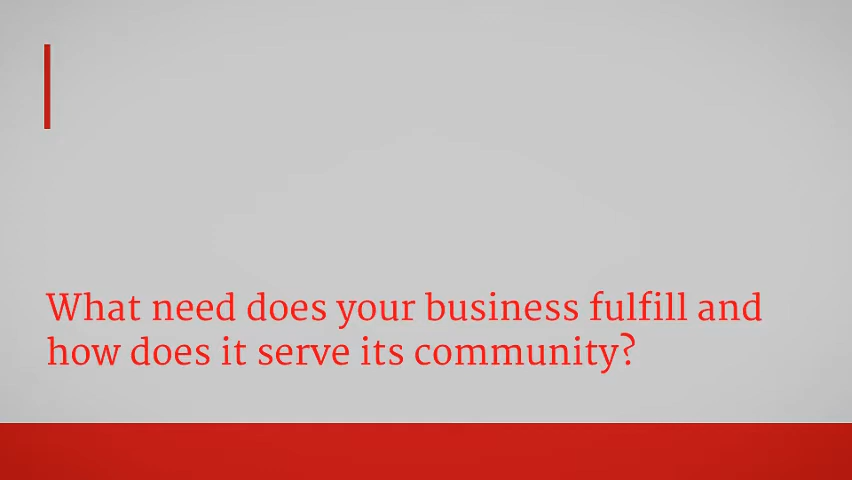 What need does your business fulfill and
how does it serve its community?